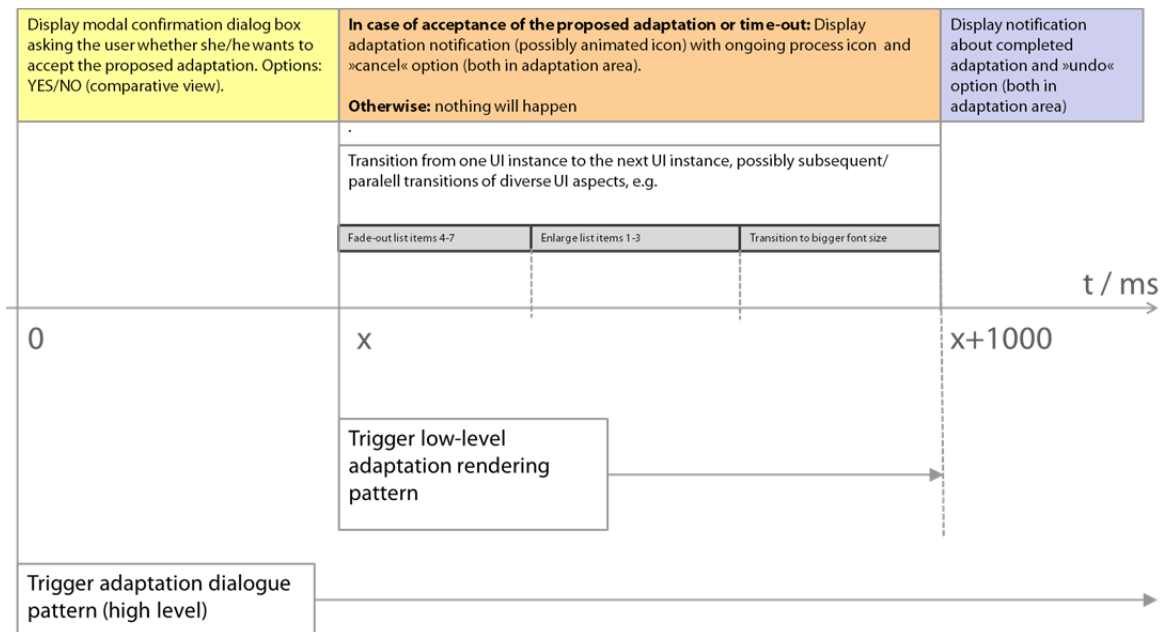 Display modal confirmation dialog box
asking the user whether she/he wants to
accept the proposed adaptation. Options:
YES/NO (comparative view).
In case of acceptance of the proposed adaptation or time-out: Display
adaptation notification (possibly animated icon) with ongoing process icon and
»cancel« option (both in adaptation area).
Otherwise: nothing will happen
.
Display notification
about completed
adaptation and »undo«
option (both in
adaptation area)
Transition from one UI instance to the next UI instance, possibly subsequent/
paralell transitions of diverse UI aspects, e.g.
Fade-out list items 4-7
Enlarge list items 1-3
Transition to bigger font size
t / ms
0
x
x+1000
Trigger low-level
adaptation rendering
pattern
Trigger adaptation dialogue
pattern (high level)